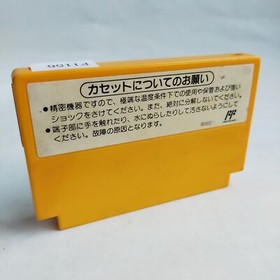 カセットについてのお願い
●精密機器ですので、極端な温度条件下での使用や保管および強い
ショックをさけてください。また、絶対に分解しないでください。
●端子部に手を触れたり、水にぬらしたりして汚さないようにして
ください。故障の原因となります。